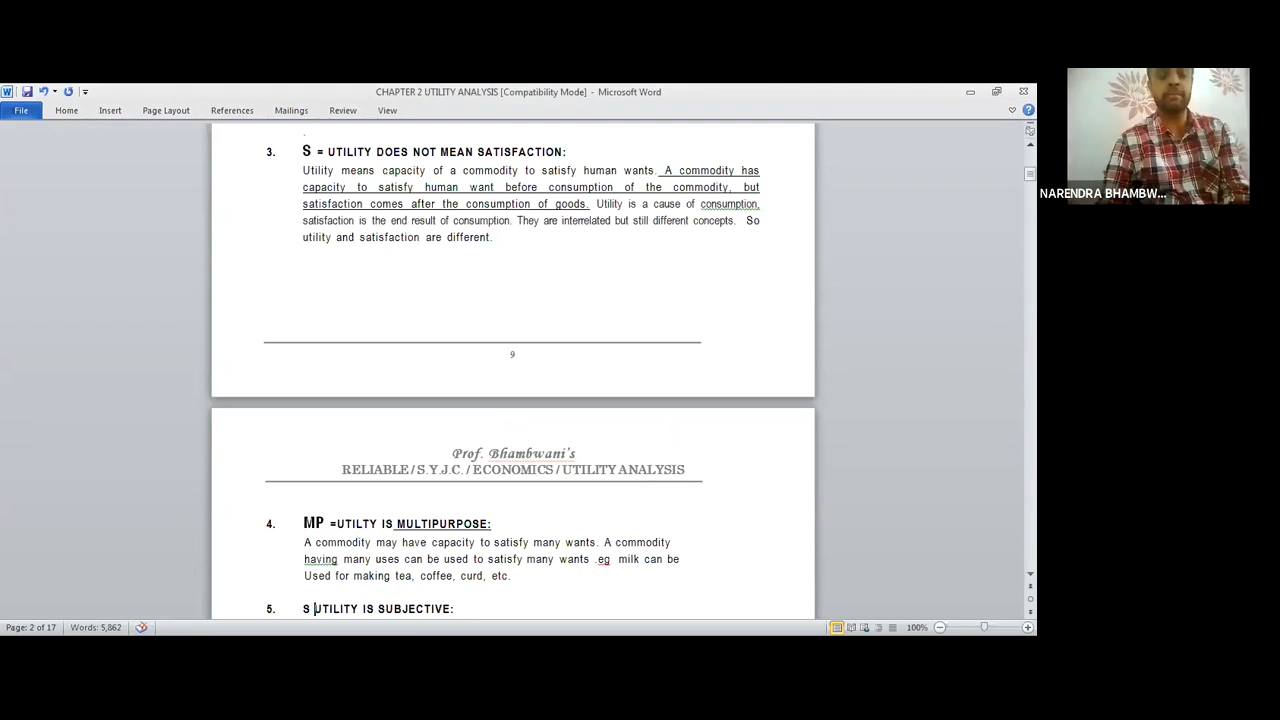 CHAPTER 2 UTILITY ANALYSIS [Compatibility Mode] - Microsoft Word
File Home Insert Page Layout References Mailings Review View
3. S = UTILITY DOES NOT MEAN SATISFACTION:
Utility means capacity of a commodity to satisfy human wants. A commodity has
capacity to satisfy human want before consumption of the commodity, but
satisfaction comes after the consumption of goods. Utility is a cause of consumption,
satisfaction is the end result of consumption. They are interrelated but still different concepts. So
utility and satisfaction are different.
9
Prof. Bhambwani's
RELIABLE / S.Y.J.C. / ECONOMICS / UTILITY ANALYSIS
4. MP =UTILTY IS MULTIPURPOSE:
A commodity may have capacity to satisfy many wants. A commodity
having many uses can be used to satisfy many wants .eg milk can be
Used for making tea, coffee, curd, etc.
5. S UTILITY IS SUBJECTIVE:
Page: 2 of 17 Words: 5,862 100%
NARENDRA BHAMBW...